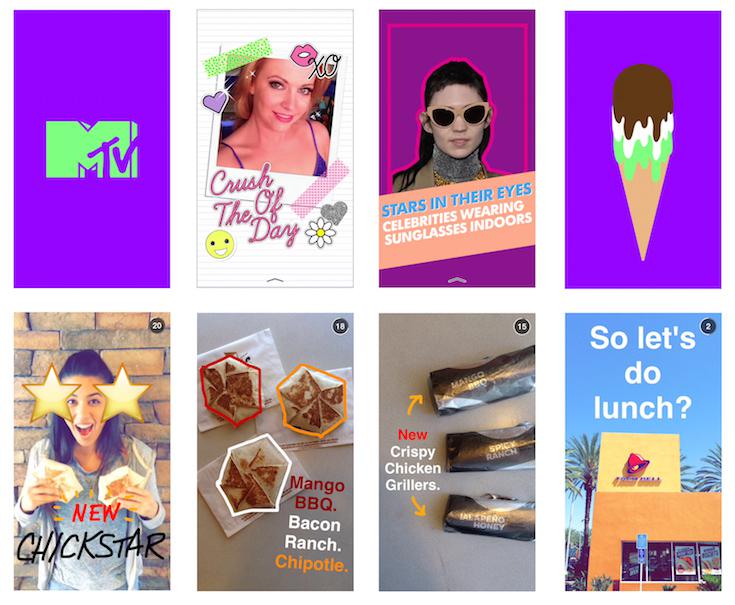 MTV
XO
Crush
Of
The
Day
STARS IN THEIR EYES
CELEBRITIES WEARING
SUNGLASSES INDOORS
20
NEW
CHICKSTAR
18
Mango
BBQ.
Bacon
Ranch.
Chipotle.
15
MANGO
BBQ
New
Crispy
Chicken
Grillers.
SPICY
RANCH
JALAPEÑO
HONEY
2
So let's
do
lunch?
TACO BELL